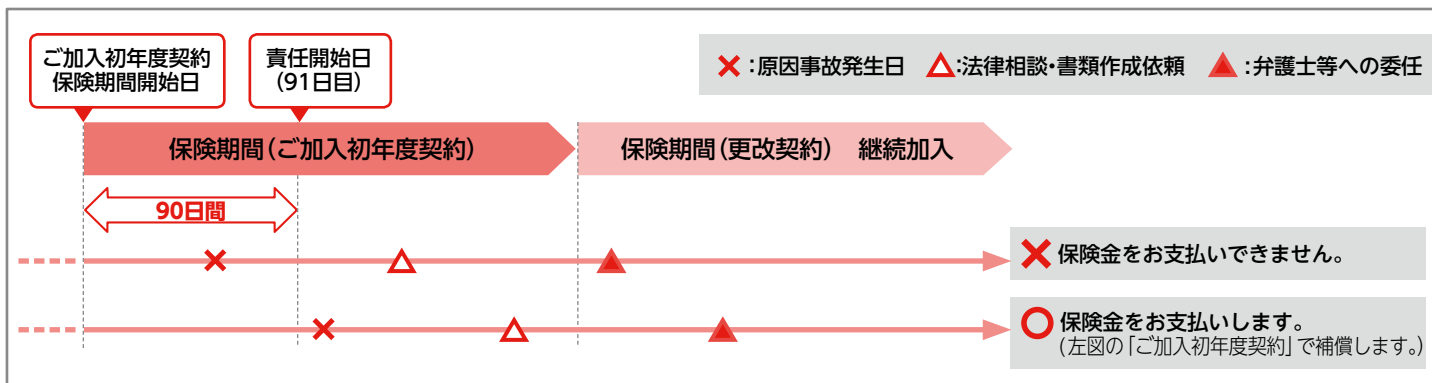 ご加入初年度契約
保険期間開始日
責任開始日
(91日目)
×:原因事故発生日 △:法律相談・書類作成依頼 ▲:弁護士等への委任
保険期間(ご加入初年度契約)
保険期間(更改契約) 継続加入
90日間
× 保険金をお支払いできません。
○ 保険金をお支払いします。
(左図の「ご加入初年度契約」で補償します。)